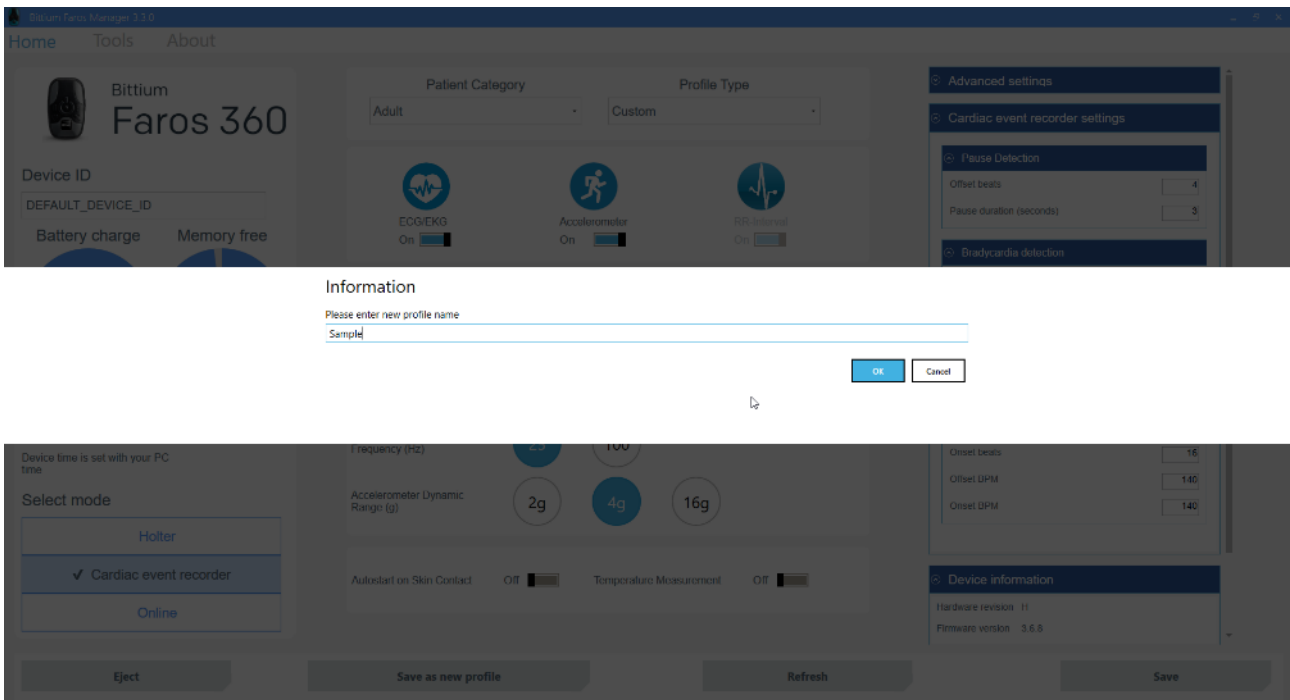 Bittium Faros Manager 3.3.0
Home Tools About
Bittium
Faros 360
Device ID
DEFAULT_DEVICE_ID
Battery charge Memory free
Patient Category Profile Type
Adult Custom
ECG/EKG Accelerometer RR-Interval
On On On
Advanced settings
Cardiac event recorder settings
Pause Detection
Offset beats 4
Pause duration (seconds) 3
Bradycardia detection
Information
Please enter new profile name
Sample
OK Cancel
Device time is set with your PC
time
Select mode
Holter
✓ Cardiac event recorder
Online
Frequency (Hz) 25 100
Accelerometer Dynamic
Range (g) 2g 4g 16g
Autostart on Skin Contact Off Temperature Measurement Off
Onset beats 16
Offset BPM 140
Onset BPM 140
Device information
Hardware revision
Firmware version 3.6.8
Eject Save as new profile Refresh Save